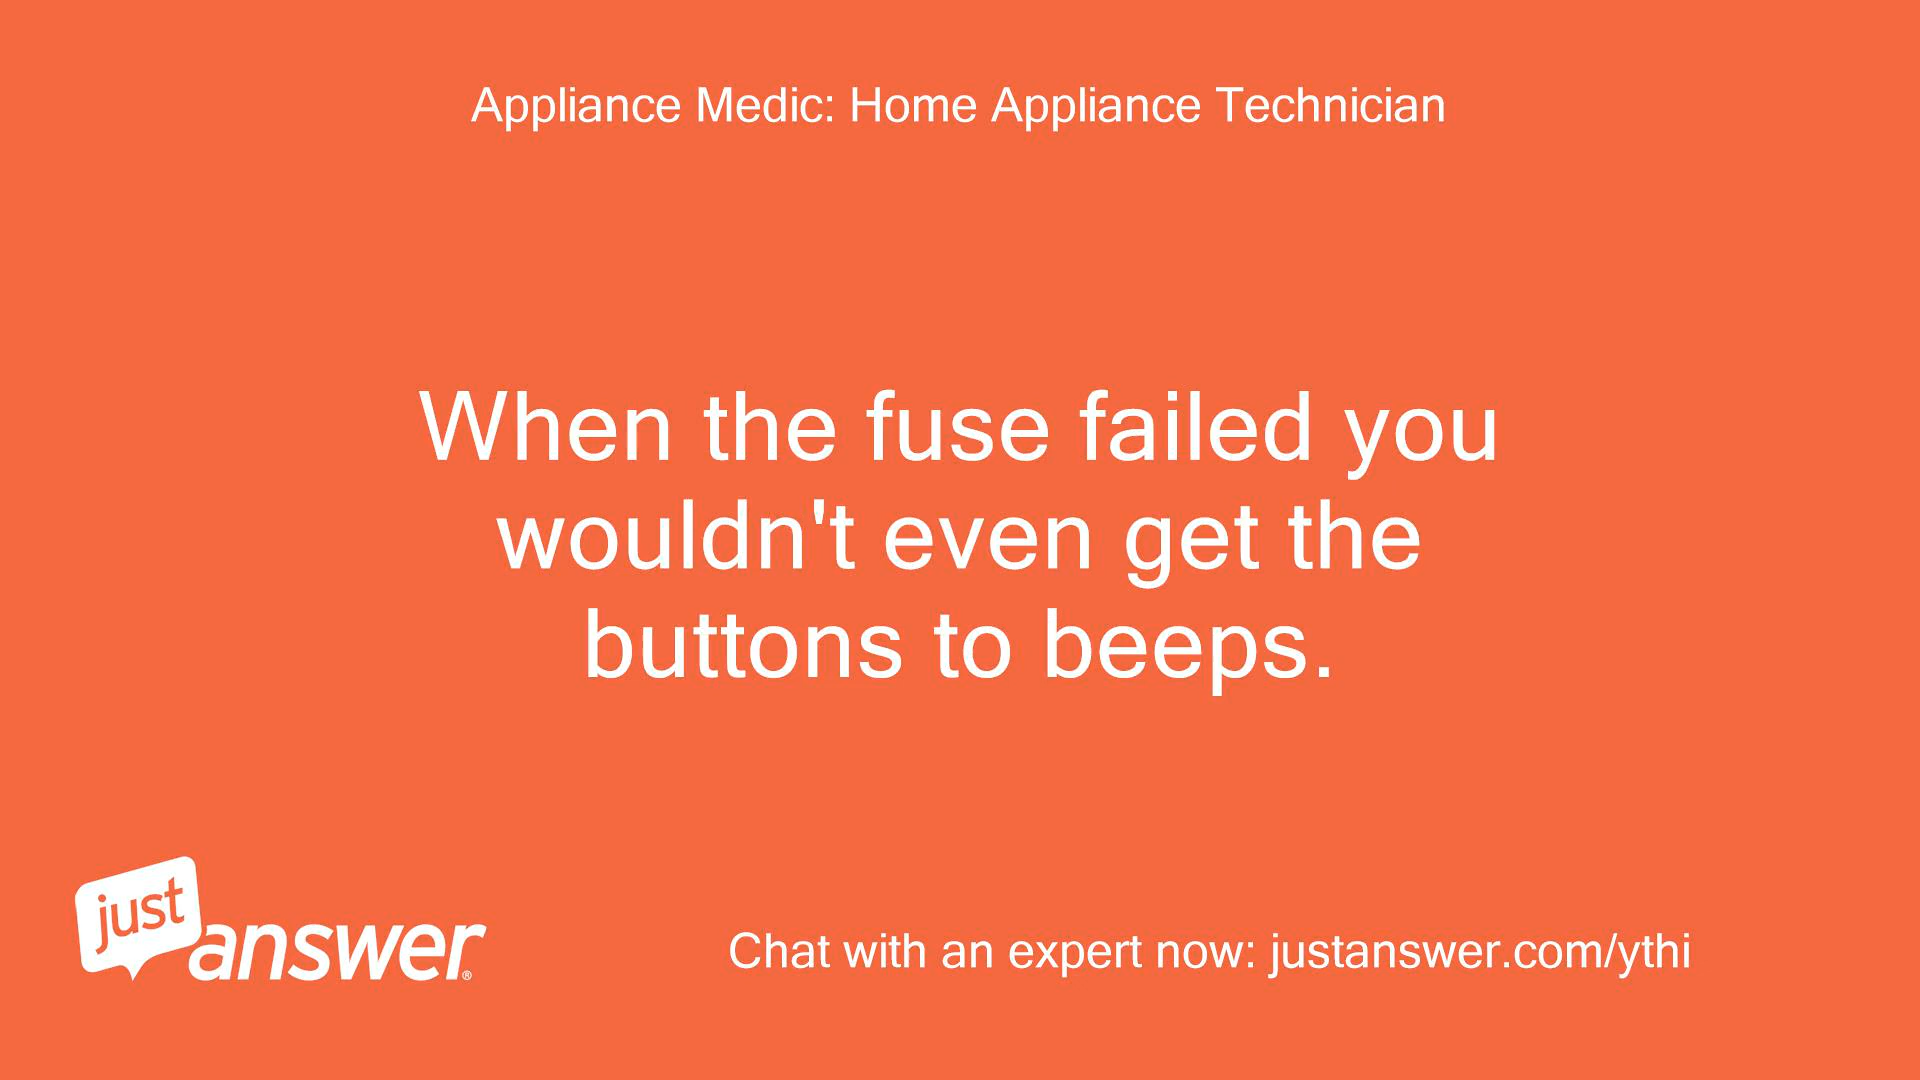 Appliance Medic: Home Appliance Technician
When the fuse failed you
wouldn't even get the
buttons to beeps.
just
answer®
Chat with an expert now: justanswer.com/ythi